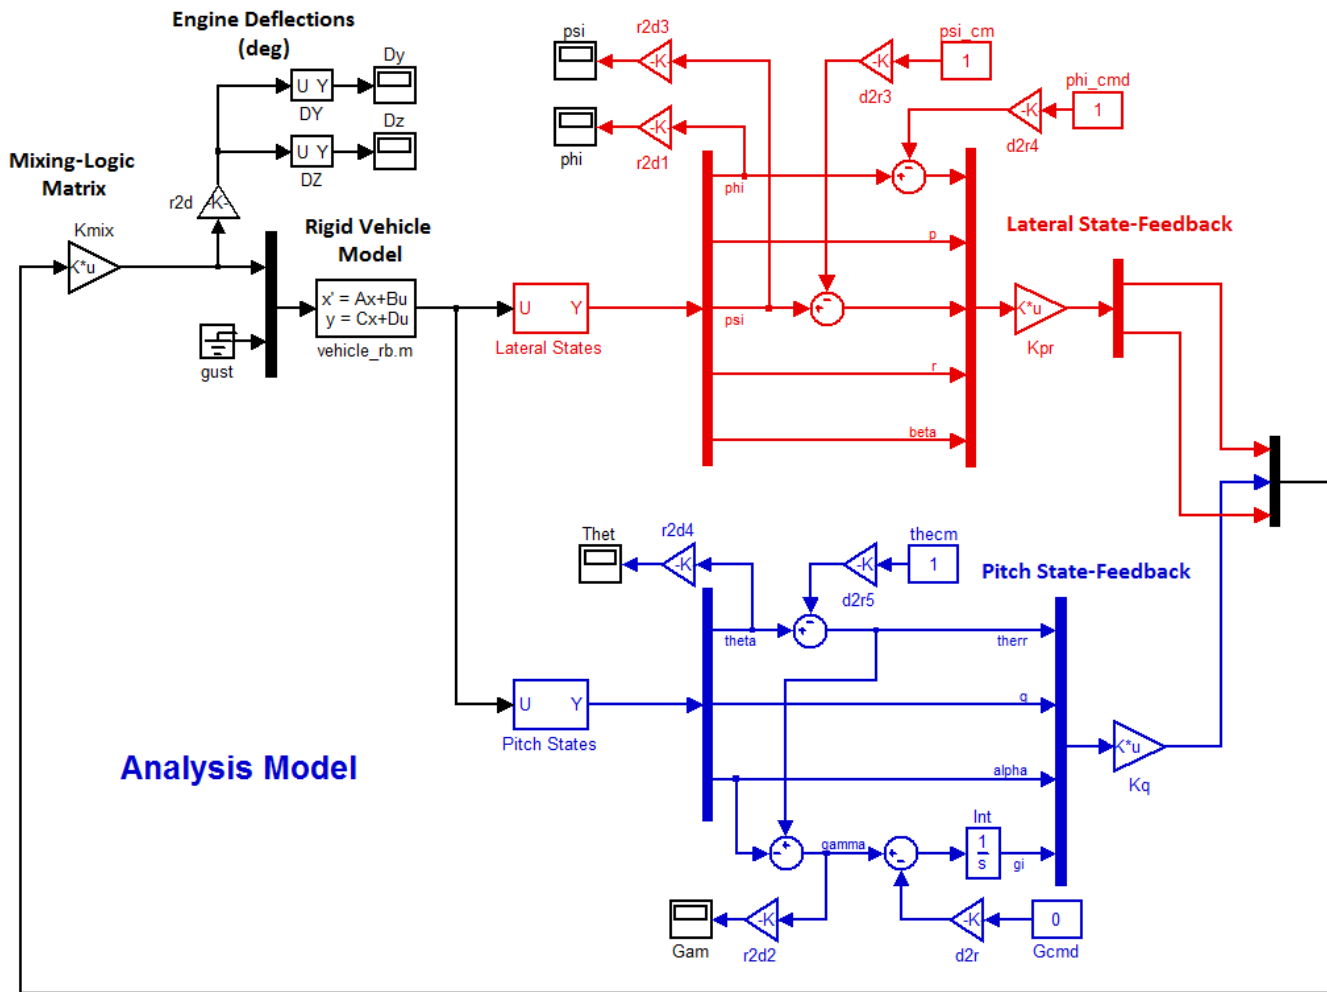 Engine Deflections
(deg)
Dy
U Y
DY
Dz
U Y
DZ
Mixing-Logic
Matrix
r2d
-K-
Kmix
K*u
Rigid Vehicle
Model
x' = Ax+Bu
y = Cx+Du
vehicle_rb.m
gust
psi
r2d3
-K-
phi
r2d1
-K-
psi_cm
1
-K-
d2r3
phi_cmd
1
-K-
d2r4
phi
+
-
p
U Y
Lateral States
psi
+
-
r
beta
Lateral State-Feedback
K*u
Kpr
Thet
r2d4
-K-
thecm
1
-K-
d2r5
Pitch State-Feedback
theta
+
-
therr
U Y
Pitch States
q
alpha
K*u
Kq
Analysis Model
-
+
gamma
+
-
Int
1
s
gi
Gam
-K-
r2d2
-K-
d2r
0
Gcmd